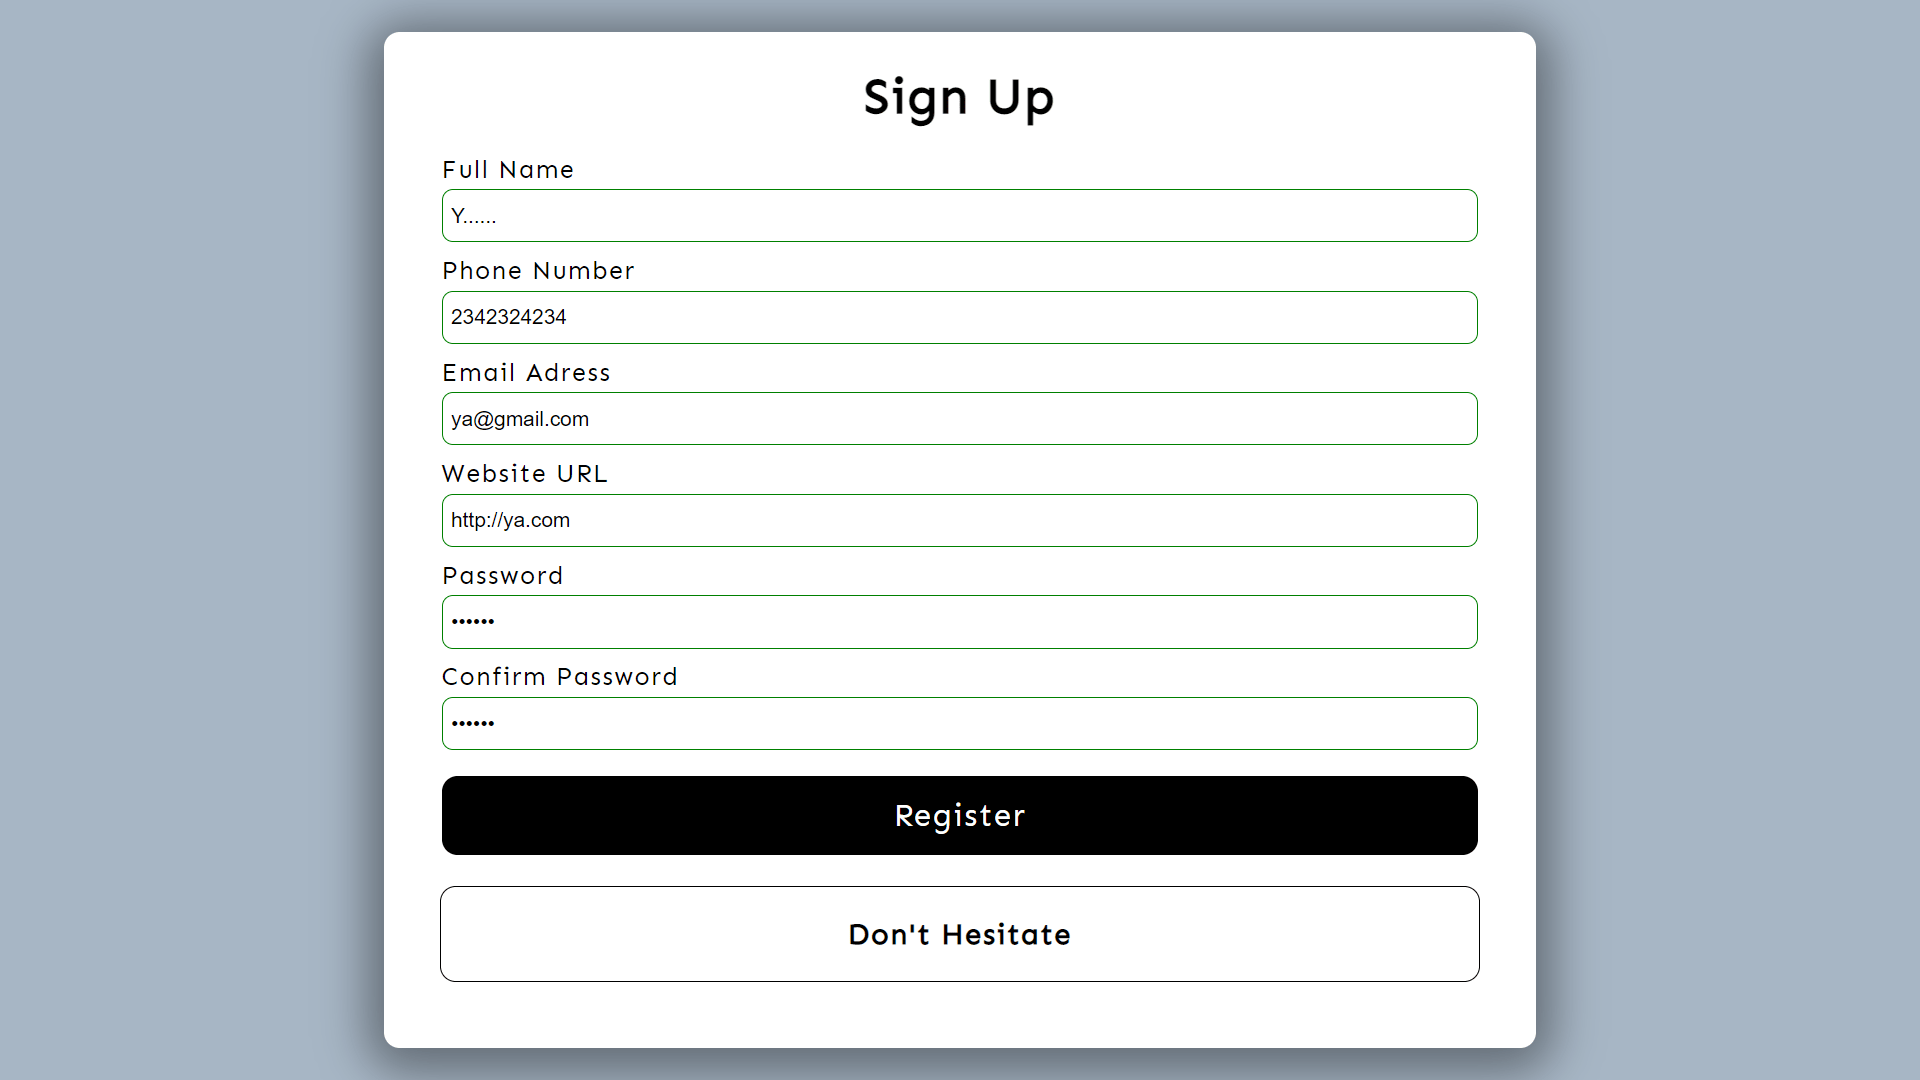 Sign Up
Full Name
Y......
Phone Number
2342324234
Email Adress
ya@gmail.com
Website URL
http://ya.com
Password
••••••
Confirm Password
••••••
Register
Don't Hesitate